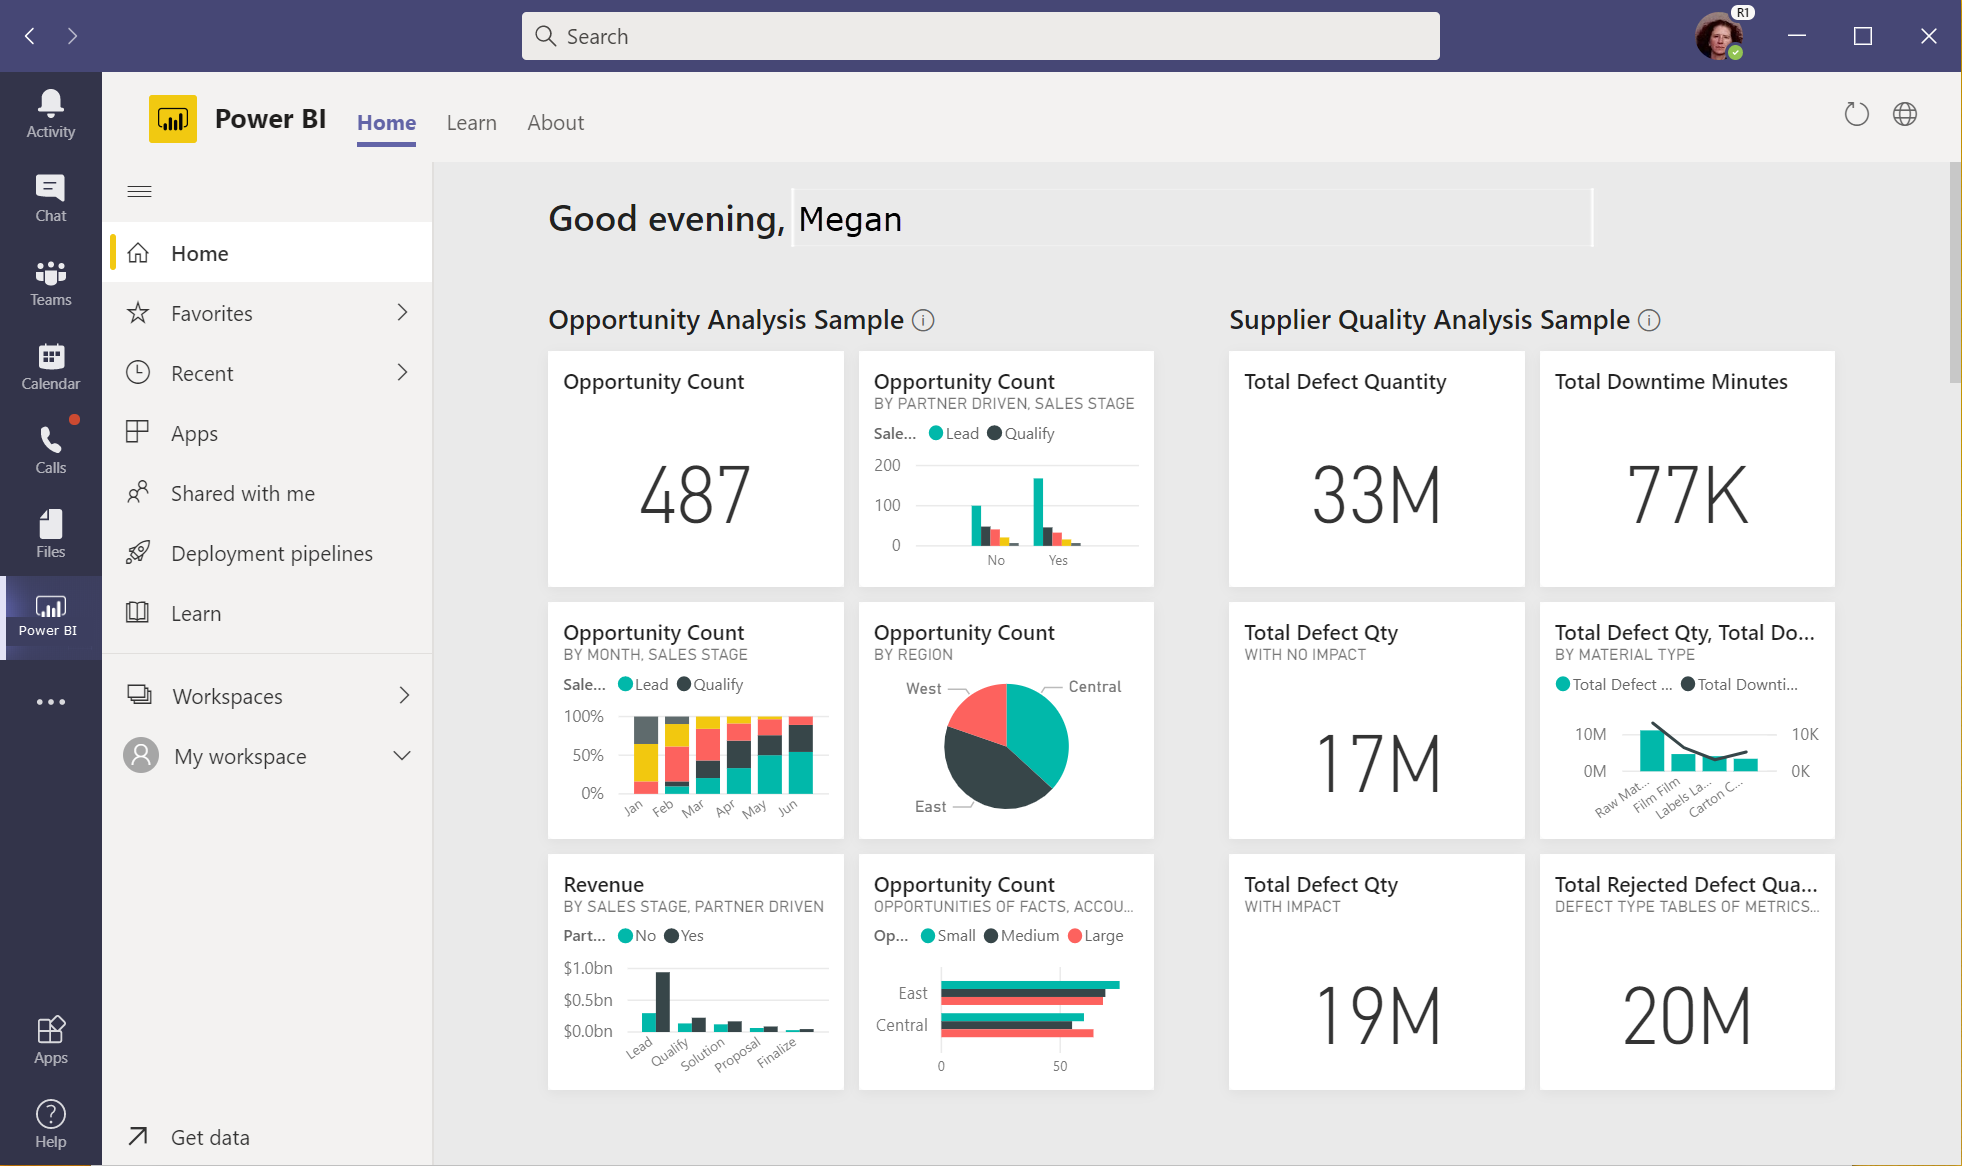 Search
R1
Activity
Chat
Teams
Calendar
Calls
Files
Power BI
Apps
Help
Power BI
Home
Learn
About
Home
Favorites
Recent
Apps
Shared with me
Deployment pipelines
Learn
Workspaces
My workspace
Get data
Good evening, Megan
Opportunity Analysis Sample
Opportunity Count
487
Opportunity Count
BY PARTNER DRIVEN, SALES STAGE
Sale... Lead Qualify
200
100
0
No Yes
Opportunity Count
BY MONTH, SALES STAGE
Sale... Lead Qualify
100%
50%
0%
Jan Feb Mar Apr May Jun
Opportunity Count
BY REGION
West Central
East
Revenue
BY SALES STAGE, PARTNER DRIVEN
Part... No Yes
$1.0bn
$0.5bn
$0.0bn
Lead Qualify Solution Proposal Finalize
Opportunity Count
OPPORTUNITIES OF FACTS, ACCOU...
Op... Small Medium Large
East
Central
0 50
Supplier Quality Analysis Sample
Total Defect Quantity
33M
Total Downtime Minutes
77K
Total Defect Qty
WITH NO IMPACT
17M
Total Defect Qty, Total Do...
BY MATERIAL TYPE
Total Defect ... Total Downti...
10M 10K
0M 0K
Raw Mat... Film Film Labels La... Carton C...
Total Defect Qty
WITH IMPACT
19M
Total Rejected Defect Qua...
DEFECT TYPE TABLES OF METRICS...
20M